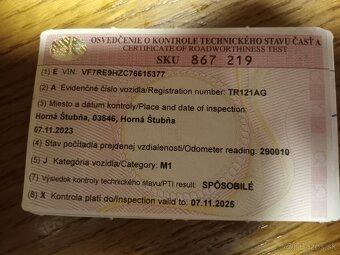 OSVEDČENIE O KONTROLE TECHNICKÉHO STAVU ČASŤ A
CERTIFICATE OF ROADWORTHINESS TEST
SKU 867 219
(1) E VIN: VF7RE9HZC76615377
(2) A Evidenčné číslo vozidla/Registration number: TR121AG
(3) Miesto a dátum kontroly/Place and date of inspection:
Horná Štubňa, 03846, Horná Štubňa
07.11.2023
(4) Stav počítadla prejdenej vzdialenosti/Odometer reading: 290010
(5) J Kategória vozidla/Category: M1
(7) Výsledok kontroly technického stavu/PTI result: SPÔSOBILÉ
(8) X Kontrola platí do/Inspection valid to: 07.11.2025
bazos.sk